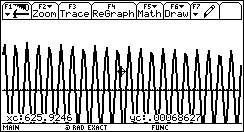 F1 F2 Zoom F3 Trace F4 ReGraph F5 Math F6 Draw F7
xc:625.9246 yc:.00068627
MAIN RAD EXACT FUNC